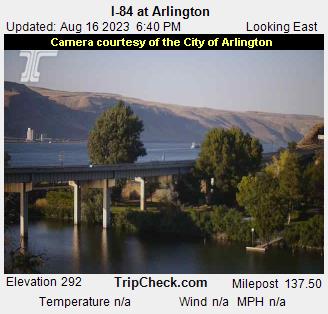 I-84 at Arlington
Updated: Aug 16 2023 6:40 PM Looking East
Camera courtesy of the City of Arlington
Elevation 292 TripCheck.com Milepost 137.50
Temperature n/a Wind n/a MPH n/a